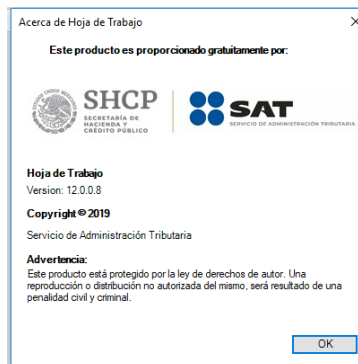 Acerca de Hoja de Trabajo
Este producto es proporcionado gratuitamente por:
SHCP
SECRETARÍA DE
HACIENDA Y
CRÉDITO PÚBLICO
SAT
SERVICIO DE ADMINISTRACIÓN TRIBUTARIA
Hoja de Trabajo
Version: 12.0.0.8
Copyright © 2019
Servicio de Administración Tributaria
Advertencia:
Este producto está protegido por la ley de derechos de autor. Una
reproducción o distribución no autorizada del mismo, será resultado de una
penalidad civil y criminal.
OK